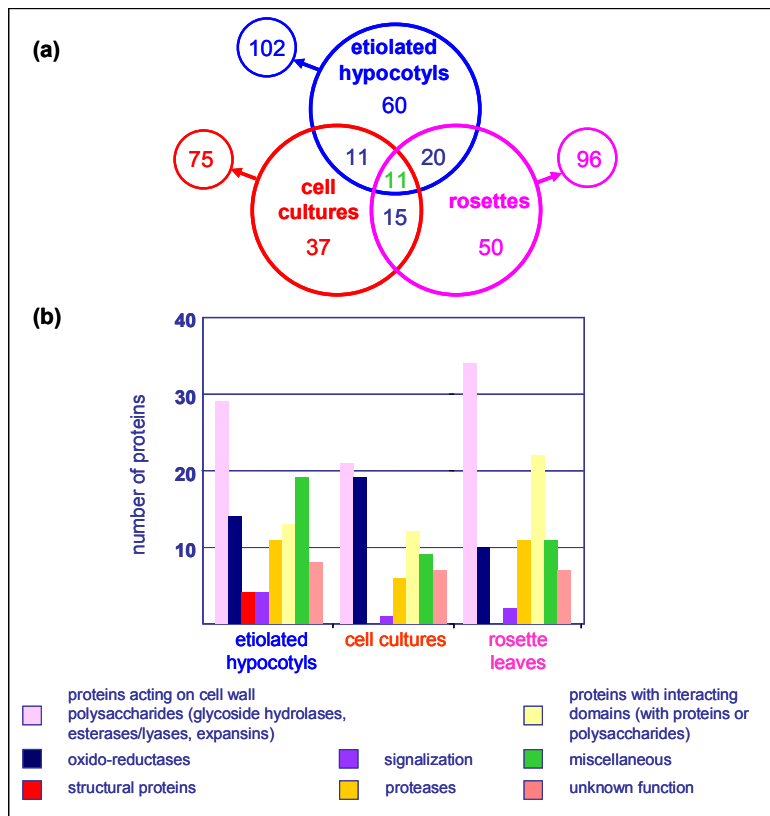 (a)
102
etiolated
hypocotyls
60
75
11
20
96
11
cell
cultures
rosettes
15
37
50
(b)
40
30
20
10
number of proteins
etiolated
hypocotyls
cell cultures
rosette
leaves
proteins acting on cell wall
polysaccharides (glycoside hydrolases,
esterases/lyases, expansins)
proteins with interacting
domains (with proteins or
polysaccharides)
oxido-reductases
signalization
miscellaneous
structural proteins
proteases
unknown function